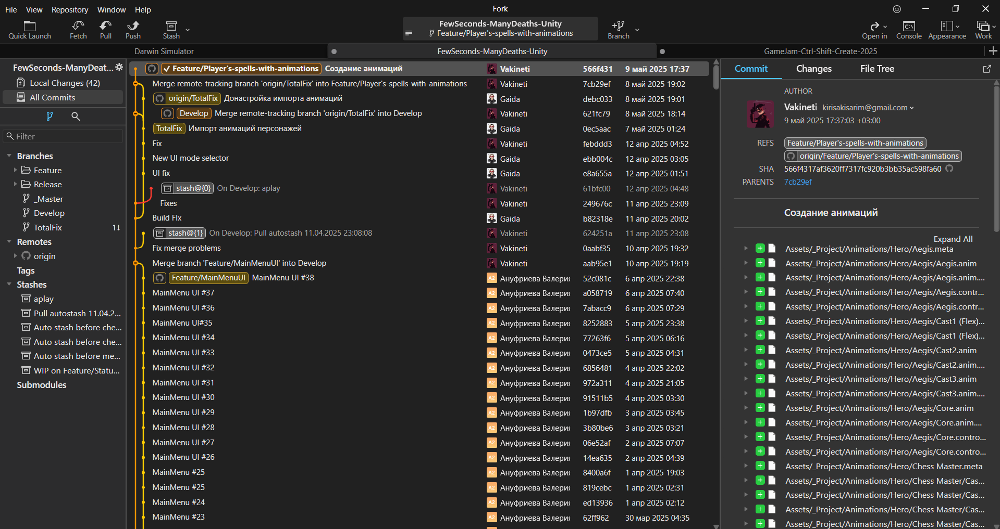 File View Repository Window Help
Fork
Quick Launch Fetch Pull Push Stash
FewSeconds-ManyDeaths-Unity
Feature/Player's-spells-with-animations
Branch
Open in Console Appearance Work
Darwin Simulator
FewSeconds-ManyDeaths-Unity
GameJam-Ctrl-Shift-Create-2025
FewSeconds-ManyDeat...
Local Changes (42)
All Commits
Filter
Branches
Feature
Release
_Master
Develop
TotalFix 1↓
Remotes
origin
Tags
Stashes
aplay
Pull autostash 11.04.2...
Auto stash before che...
Auto stash before che...
Auto stash before me...
WIP on Feature/Statu...
Submodules
Feature/Player's-spells-with-animations Создание анимаций Vakineti 566f431 9 май 2025 17:37
Merge remote-tracking branch 'origin/TotalFix' into Feature/Player's-spells-with-animations Vakineti 7cb29ef 8 май 2025 19:02
origin/TotalFix Донастройка импорта анимаций Gaida debc033 8 май 2025 19:01
Develop Merge remote-tracking branch 'origin/TotalFix' into Develop Vakineti 621fc79 8 май 2025 18:14
TotalFix Импорт анимаций персонажей Gaida 0ec5aac 7 май 2025 01:24
Fix Vakineti febddd3 12 апр 2025 04:52
New UI mode selector Gaida ebb004c 12 апр 2025 03:05
UI fix Gaida e8a655a 12 апр 2025 01:51
stash@{0} On Develop: aplay Vakineti 61bfc00 12 апр 2025 04:48
Fixes Vakineti 249676c 11 апр 2025 23:09
Build FIx Gaida b82318e 11 апр 2025 20:02
stash@{1} On Develop: Pull autostash 11.04.2025 23:08:08 Vakineti 624251a 11 апр 2025 23:08
Fix merge problems Vakineti 0aabf35 10 апр 2025 19:32
Merge branch 'Feature/MainMenuUI' into Develop Vakineti aab95e1 10 апр 2025 19:19
Feature/MainMenuUI MainMenu UI #38 A2 Ануфриева Валерия 52c081c 6 апр 2025 22:38
MainMenu UI #37 A2 Ануфриева Валерия a058719 6 апр 2025 07:40
MainMenu UI #36 A2 Ануфриева Валерия 7abacc9 6 апр 2025 07:29
MainMenu UI#35 A2 Ануфриева Валерия 8252883 5 апр 2025 23:38
MainMenu UI #34 A2 Ануфриева Валерия 77263f6 5 апр 2025 06:16
MainMenu UI #33 A2 Ануфриева Валерия 0473ce5 5 апр 2025 04:31
MainMenu UI #32 A2 Ануфриева Валерия 6856481 4 апр 2025 22:02
MainMenu UI #31 A2 Ануфриева Валерия 972a311 4 апр 2025 21:05
MainMenu UI #30 A2 Ануфриева Валерия 91511b5 4 апр 2025 03:30
MainMenu UI #29 A2 Ануфриева Валерия 1b97dfb 3 апр 2025 03:45
MainMenu UI #28 A2 Ануфриева Валерия 3b80be6 3 апр 2025 03:21
MainMenu UI #27 A2 Ануфриева Валерия 06e52af 2 апр 2025 07:07
MainMenu UI #26 A2 Ануфриева Валерия 14ea635 2 апр 2025 04:39
MainMenu #25 A2 Ануфриева Валерия 8400a6f 1 апр 2025 19:03
MainMenu #25 A2 Ануфриева Валерия 819cebc 1 апр 2025 02:31
MainMenu #24 A2 Ануфриева Валерия ed13936 1 апр 2025 02:12
MainMenu #23 A2 Ануфриева Валерия 62ff962 30 мар 2025 04:35
Commit Changes File Tree
AUTHOR
Vakineti kirisakisarim@gmail.com
9 май 2025 17:37:03 +03:00
REFS Feature/Player's-spells-with-animations
origin/Feature/Player's-spells-with-animations
SHA 566f4317af3620ff7317fc920b3bb35ac598fa60
PARENTS 7cb29ef
Создание анимаций
Expand All
Assets/_Project/Animations/Hero/Aegis.meta
Assets/_Project/Animations/Hero/Aegis/Aegis.anim
Assets/_Project/Animations/Hero/Aegis/Aegis.anim....
Assets/_Project/Animations/Hero/Aegis/Aegis.contr...
Assets/_Project/Animations/Hero/Aegis/Aegis.contr...
Assets/_Project/Animations/Hero/Aegis/Cast1 (Flex)...
Assets/_Project/Animations/Hero/Aegis/Cast1 (Flex)...
Assets/_Project/Animations/Hero/Aegis/Cast2.anim
Assets/_Project/Animations/Hero/Aegis/Cast2.anim....
Assets/_Project/Animations/Hero/Aegis/Cast3.anim
Assets/_Project/Animations/Hero/Aegis/Cast3.anim....
Assets/_Project/Animations/Hero/Aegis/Core.anim
Assets/_Project/Animations/Hero/Aegis/Core.anim....
Assets/_Project/Animations/Hero/Aegis/Core.contro...
Assets/_Project/Animations/Hero/Aegis/Core.contro...
Assets/_Project/Animations/Hero/Chess Master.meta
Assets/_Project/Animations/Hero/Chess Master/Cas...
Assets/_Project/Animations/Hero/Chess Master/Cas...
Assets/_Project/Animations/Hero/Chess Master/Cas...
Assets/_Project/Animations/Hero/Chess Master/Cas...